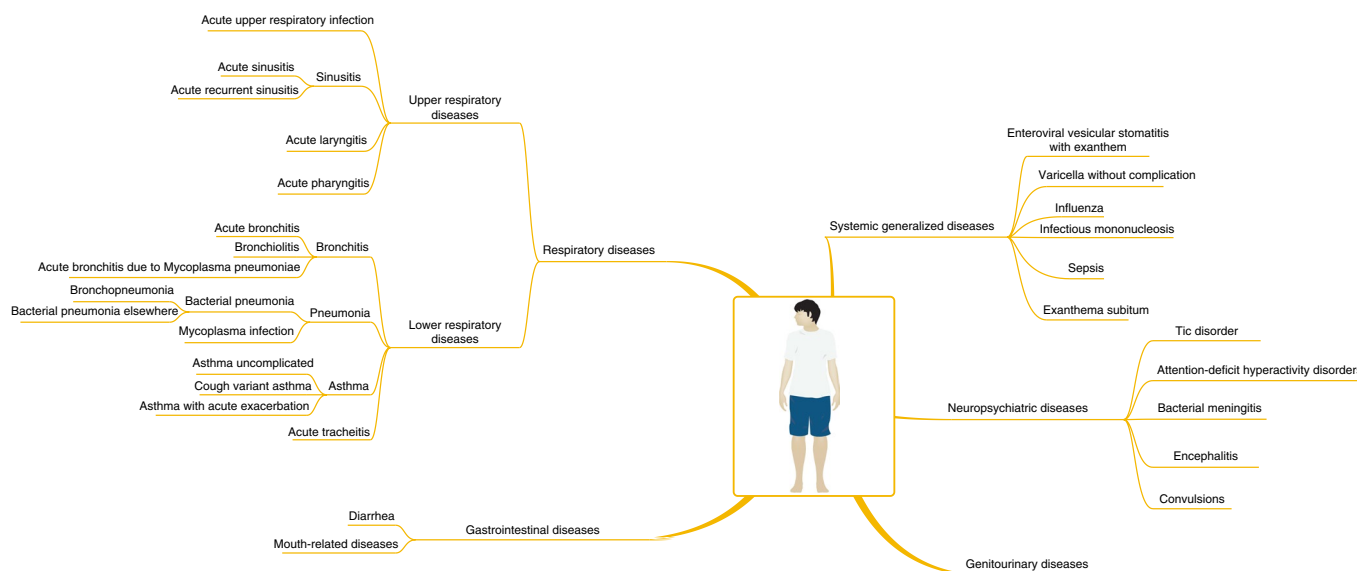 Acute upper respiratory infection
Acute sinusitis
Sinusitis
Acute recurrent sinusitis
Upper respiratory
diseases
Acute laryngitis
Acute pharyngitis
Acute bronchitis
Bronchiolitis
Bronchitis
Acute bronchitis due to Mycoplasma pneumoniae
Bronchopneumonia
Bacterial pneumonia
Bacterial pneumonia elsewhere
Pneumonia
Mycoplasma infection
Lower respiratory
diseases
Asthma uncomplicated
Cough variant asthma
Asthma
Asthma with acute exacerbation
Acute tracheitis
Respiratory diseases
Diarrhea
Mouth-related diseases
Gastrointestinal diseases
Systemic generalized diseases
Enteroviral vesicular stomatitis
with exanthem
Varicella without complication
Influenza
Infectious mononucleosis
Sepsis
Exanthema subitum
Neuropsychiatric diseases
Tic disorder
Attention-deficit hyperactivity disorder
Bacterial meningitis
Encephalitis
Convulsions
Genitourinary diseases